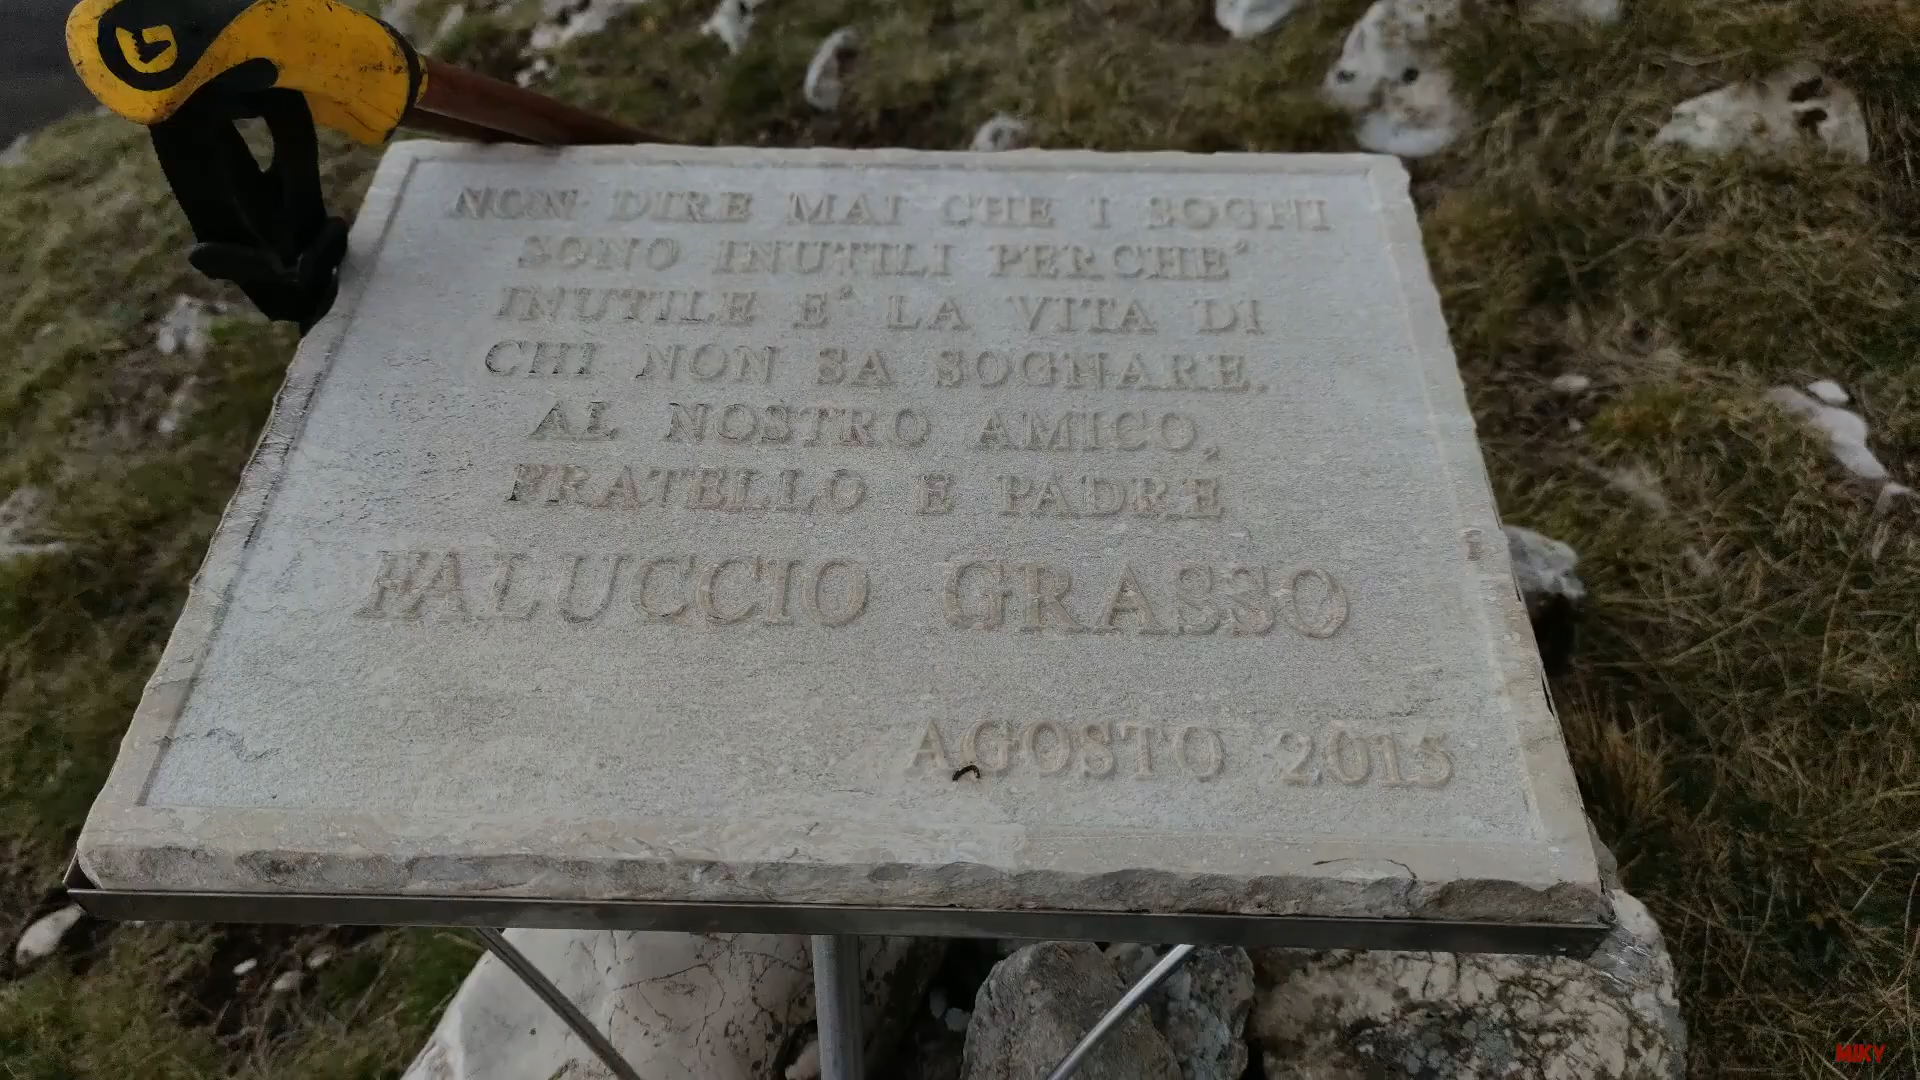 NON DIRE MAI CHE I SOGNI
SONO INUTILI PERCHE'
INUTILE E' LA VITA DI
CHI NON SA SOGNARE.
AL NOSTRO AMICO,
FRATELLO E PADRE
FALUCCIO GRASSO
AGOSTO 2015
MIKY